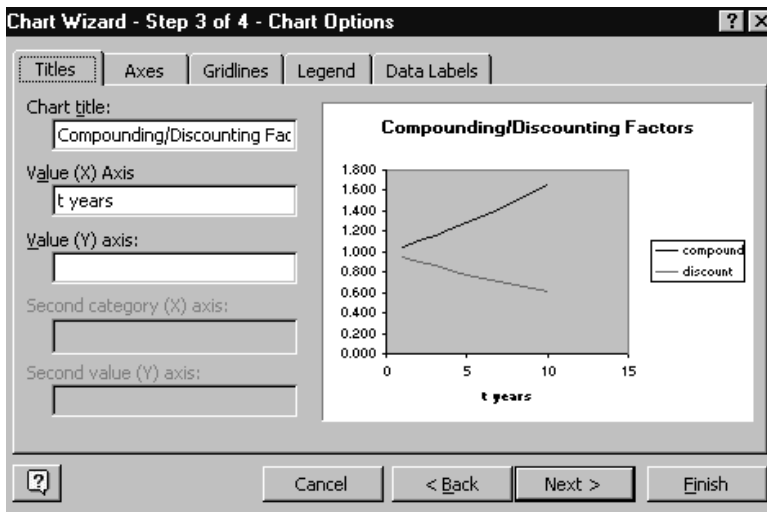 Chart Wizard - Step 3 of 4 - Chart Options
Titles Axes Gridlines Legend Data Labels
Chart title:
Compounding/Discounting Fac
Value (X) Axis
t years
Value (Y) axis:
Second category (X) axis:
Second value (Y) axis:
Compounding/Discounting Factors
1.800
1.600
1.400
1.200
1.000
0.800
0.600
0.400
0.200
0.000
0 5 10 15
t years
compound
discount
Cancel < Back Next > Finish